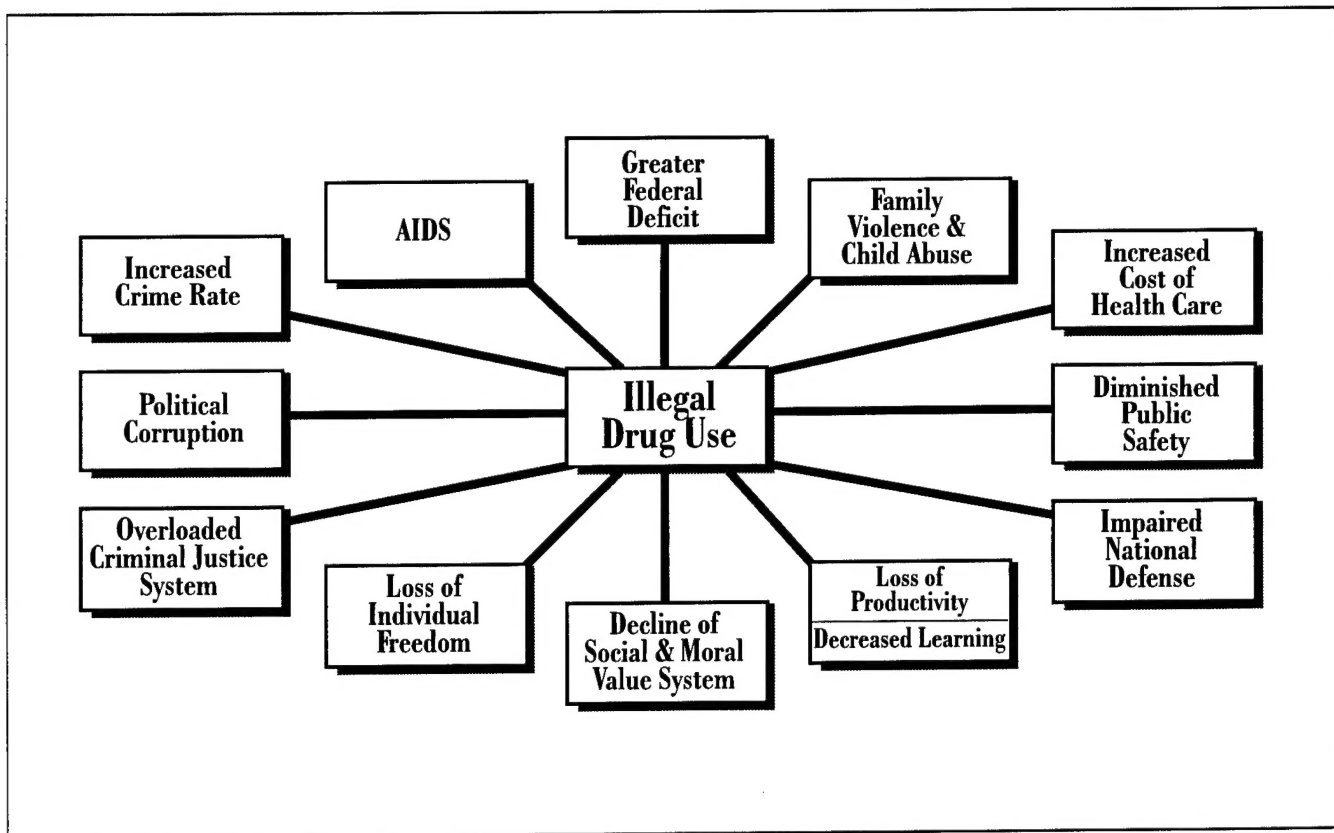 Greater
Federal
Deficit
AIDS
Family
Violence &
Child Abuse
Increased
Crime Rate
Increased
Cost of
Health Care
Political
Corruption
Illegal
Drug Use
Diminished
Public
Safety
Overloaded
Criminal Justice
System
Impaired
National
Defense
Loss of
Individual
Freedom
Decline of
Social & Moral
Value System
Loss of
Productivity
Decreased Learning